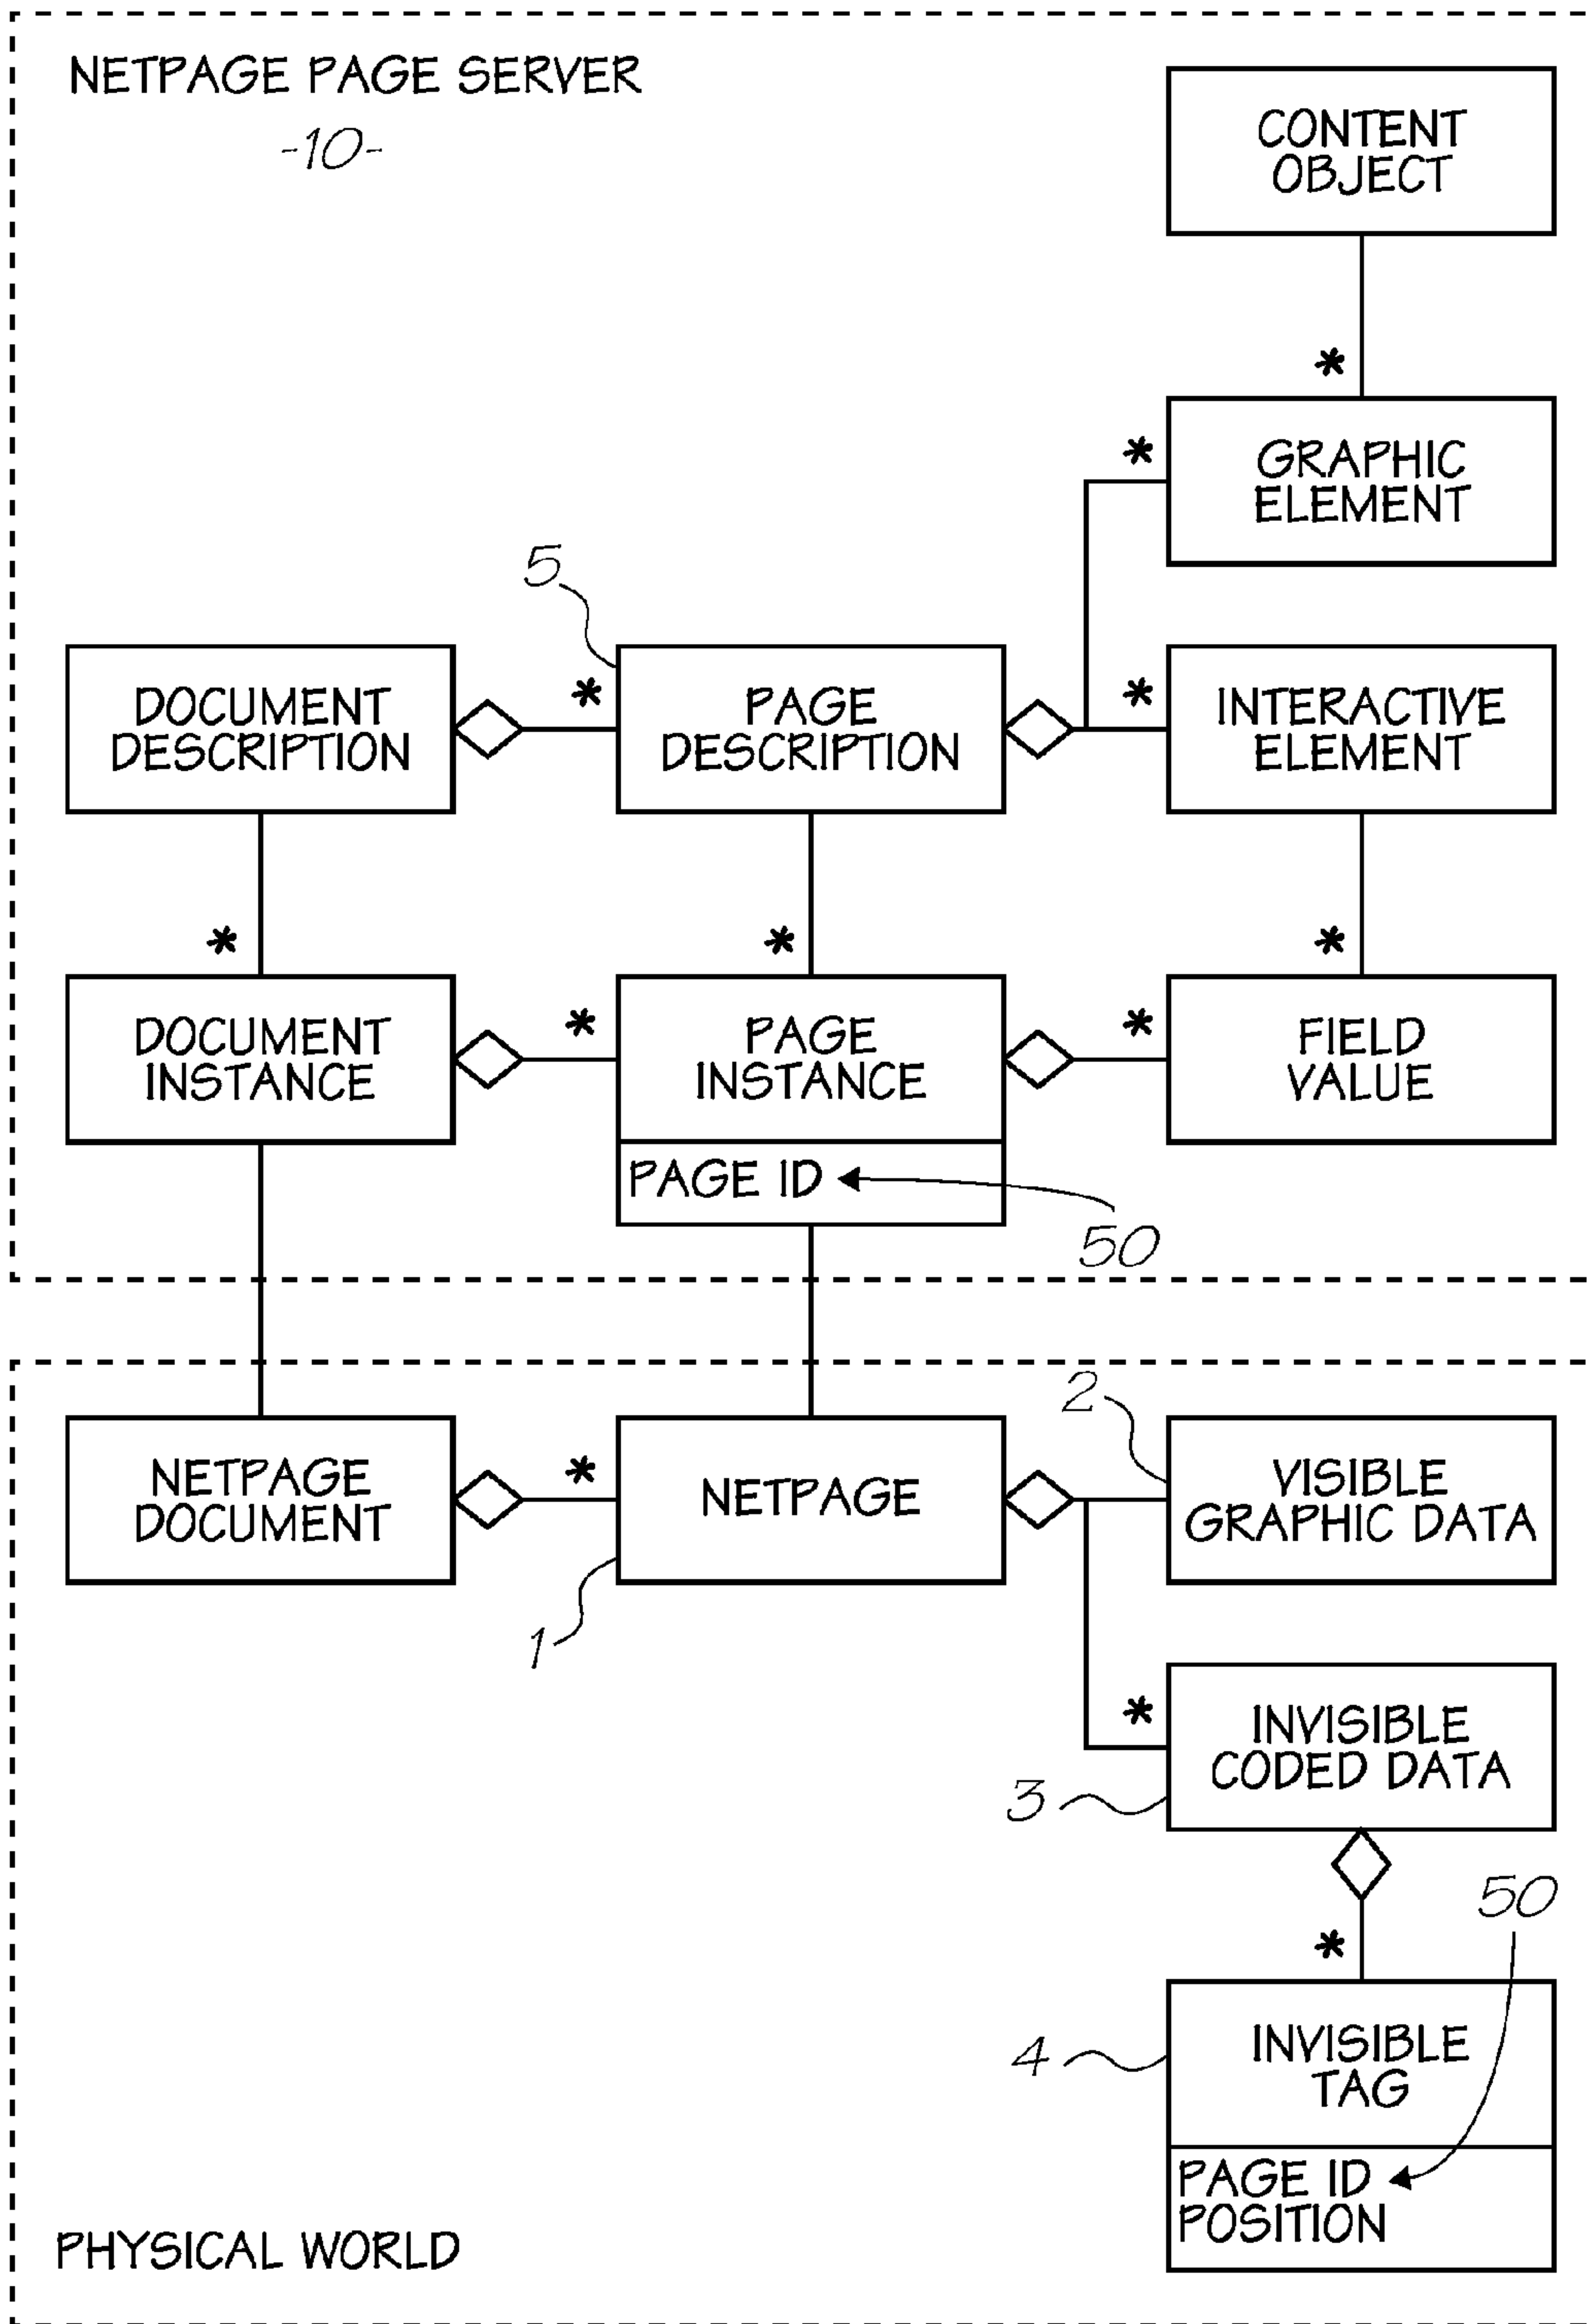 NETPAGE PAGE SERVER
-10-
CONTENT
OBJECT
*
*
GRAPHIC
ELEMENT
5
DOCUMENT
DESCRIPTION
*
PAGE
DESCRIPTION
*
INTERACTIVE
ELEMENT
*
*
*
DOCUMENT
INSTANCE
*
PAGE
INSTANCE
*
FIELD
VALUE
PAGE ID
50
2
NETPAGE
DOCUMENT
*
NETPAGE
VISIBLE
GRAPHIC DATA
1
*
INVISIBLE
CODED DATA
3
50
*
4
INVISIBLE
TAG
PAGE ID
POSITION
PHYSICAL WORLD